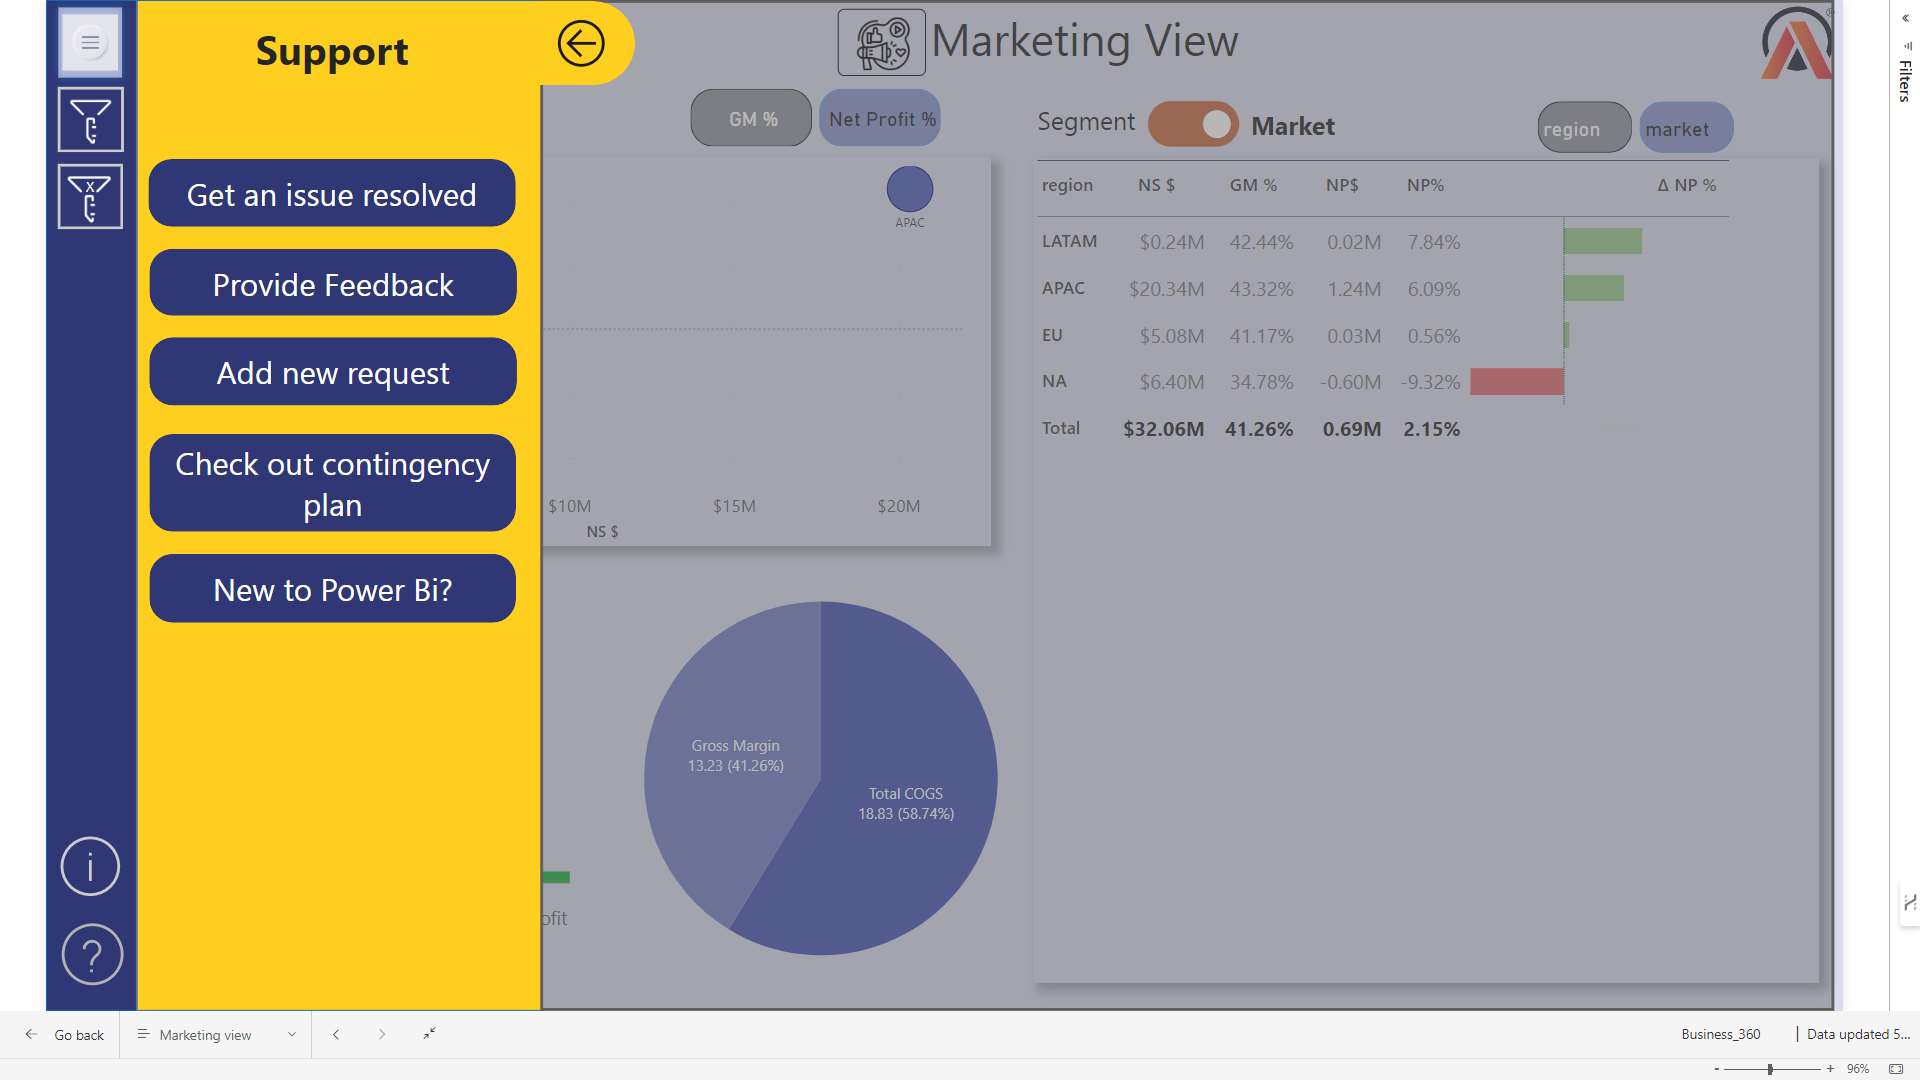 Support
Get an issue resolved
Provide Feedback
Add new request
Check out contingency
plan
New to Power Bi?
X
i
?
Marketing View
®
Filters
GM %
Net Profit %
APAC
$10M $15M $20M
NS $
Segment
Market
region
market
region NS $ GM % NP$ NP% Δ NP %
LATAM $0.24M 42.44% 0.02M 7.84%
APAC $20.34M 43.32% 1.24M 6.09%
EU $5.08M 41.17% 0.03M 0.56%
NA $6.40M 34.78% -0.60M -9.32%
Total $32.06M 41.26% 0.69M 2.15%
Gross Margin
13.23 (41.26%)
Total COGS
18.83 (58.74%)
ofit
Go back
Marketing view
Business_360 | Data updated 5...
- + 96%